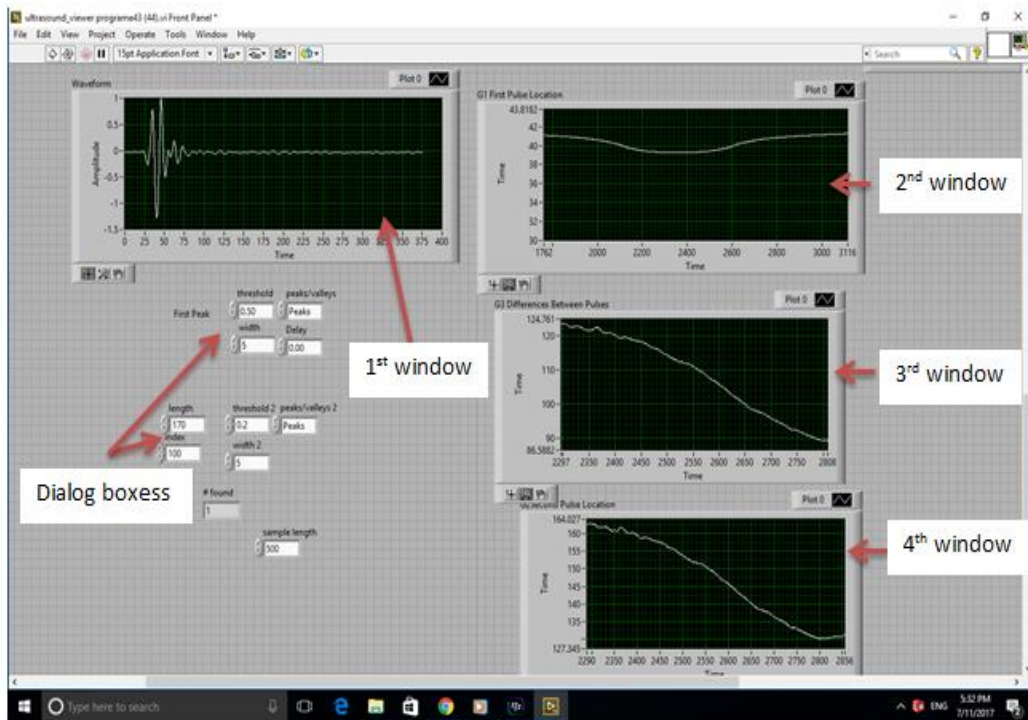 ultrasound_viewer programe43 (44).vi Front Panel *
File Edit View Project Operate Tools Window Help
15pt Application Font
Search
Waveform
Plot 0
Amplitude
1
0.5
0
-0.5
-1
-1.5
0 25 50 75 100 125 150 175 200 225 250 275 300 325 350 375 400
Time
First Peak
threshold peaks/valleys
0.50 Peaks
width Delay
5 0.00
1st window
length threshold 2 peaks/valleys 2
170 0.2 Peaks
index width 2
100 5
Dialog boxess
# found
1
sample length
500
G1 First Pulse Location
Plot 0
Time
43.8162
42
40
38
36
34
32
30
1762 2000 2200 2400 2600 2800 3000 3116
Time
2nd window
G3 Differences Between Pulses
Plot 0
Time
124.761
120
110
100
90
86.5882
2297 2350 2400 2450 2500 2550 2600 2650 2700 2750 2808
Time
3rd window
Second Pulse Location
Plot 0
Time
164.027
160
155
150
145
140
135
127.345
2290 2350 2400 2450 2500 2550 2600 2650 2700 2750 2800 2856
Time
4th window
Type here to search
ENG
5:32 PM
7/11/2017